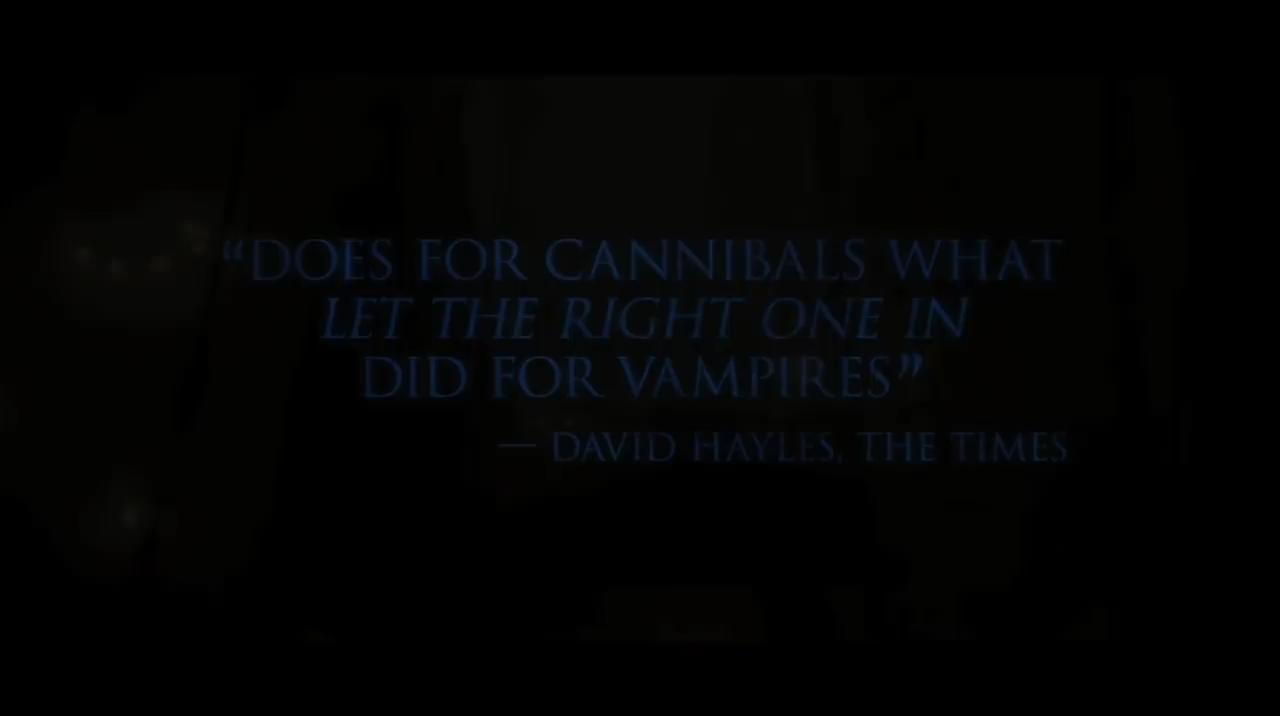 “DOES FOR CANNIBALS WHAT
LET THE RIGHT ONE IN
DID FOR VAMPIRES”
— DAVID HAYLES, THE TIMES